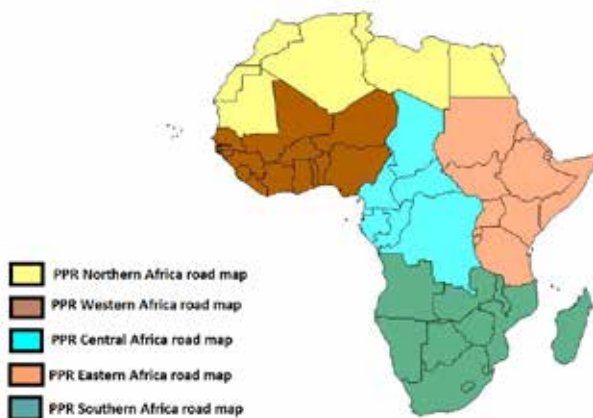 PPR Northern Africa road map
PPR Western Africa road map
PPR Central Africa road map
PPR Eastern Africa road map
PPR Southern Africa road map